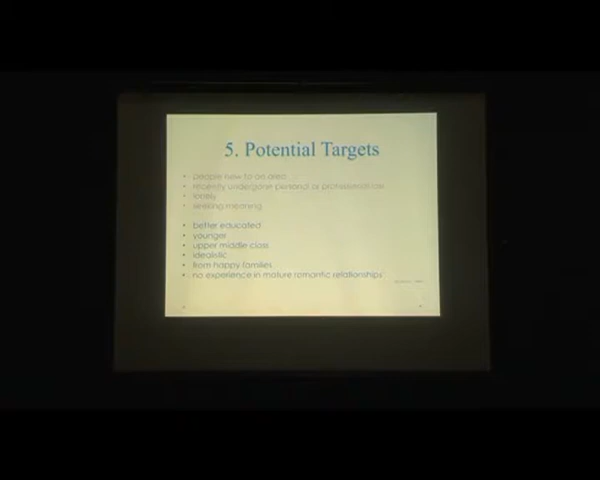 5. Potential Targets
• people new to an area
• recently undergone personal or professional loss
• lonely
• seeking meaning
• better educated
• younger
• upper middle class
• idealistic
• from happy families
• no experience in mature romantic relationships